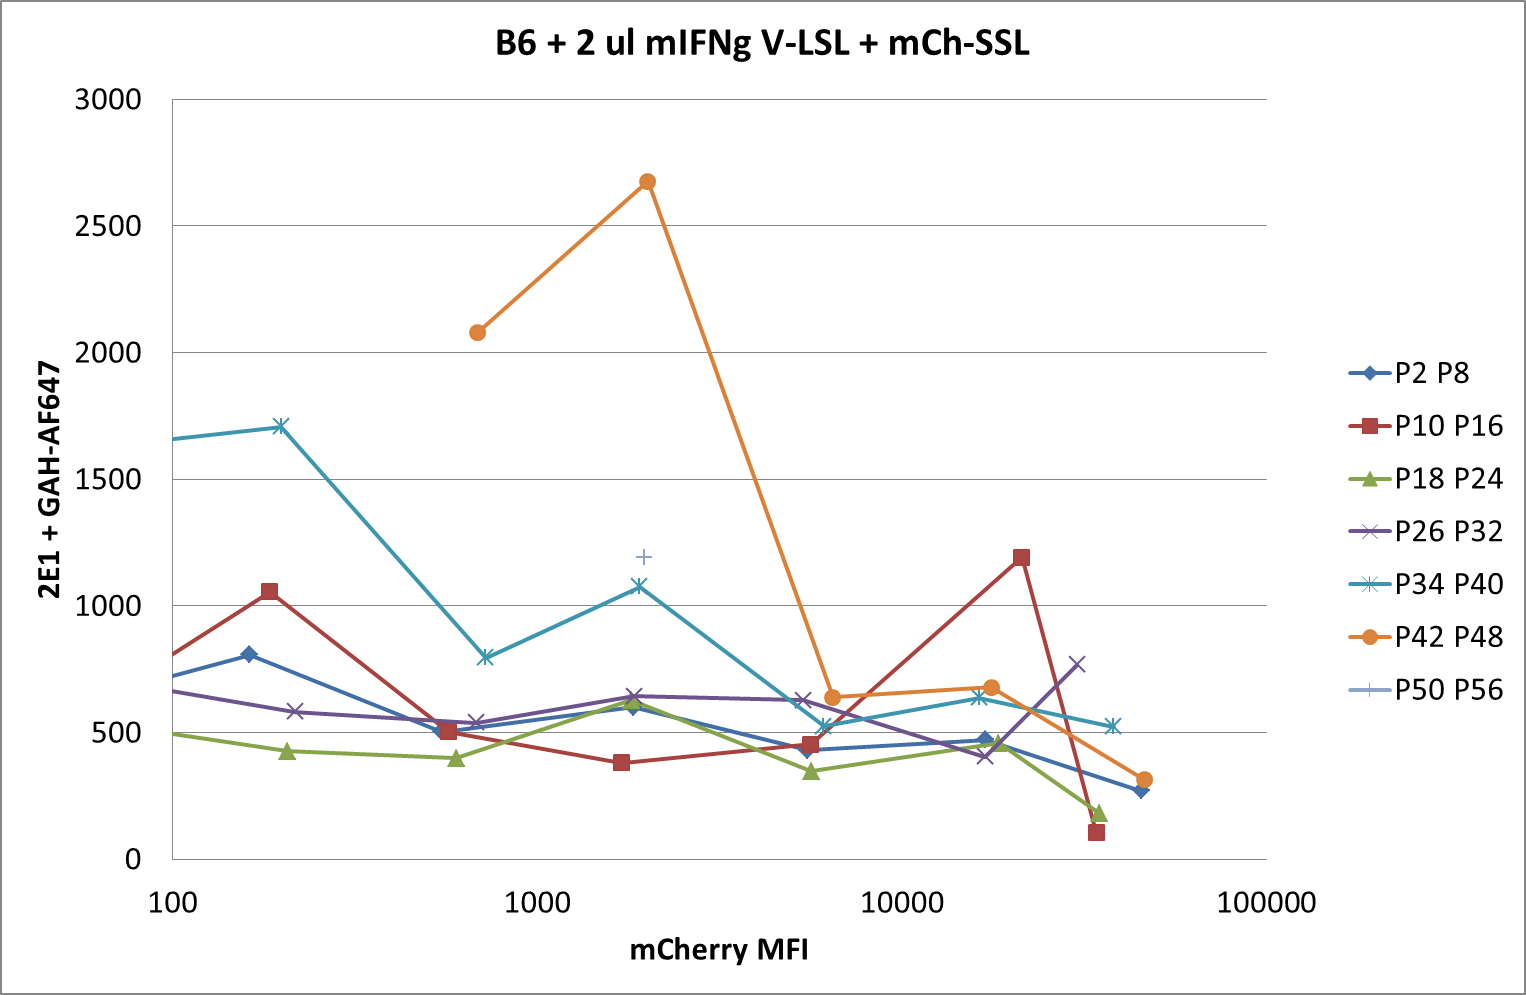 B6 + 2 ul mIFNg V-LSL + mCh-SSL
3000
2500
2000
1500
1000
500
0
2E1 + GAH-AF647
100
1000
10000
100000
mCherry MFI
P2 P8
P10 P16
P18 P24
P26 P32
P34 P40
P42 P48
P50 P56